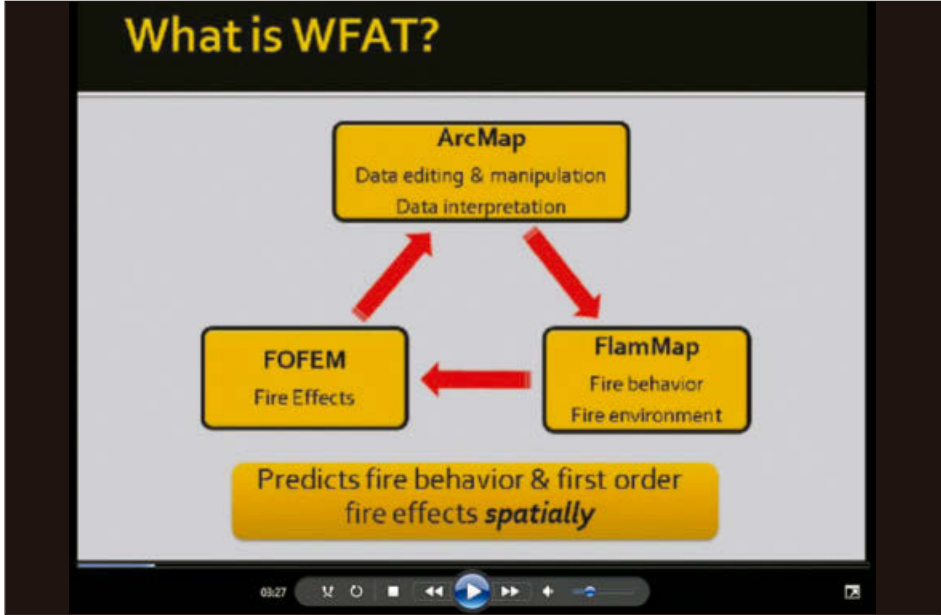 What is WFAT?
ArcMap
Data editing & manipulation
Data interpretation
FOFEM
Fire Effects
FlamMap
Fire behavior
Fire environment
Predicts fire behavior & first order
fire effects spatially
03:27